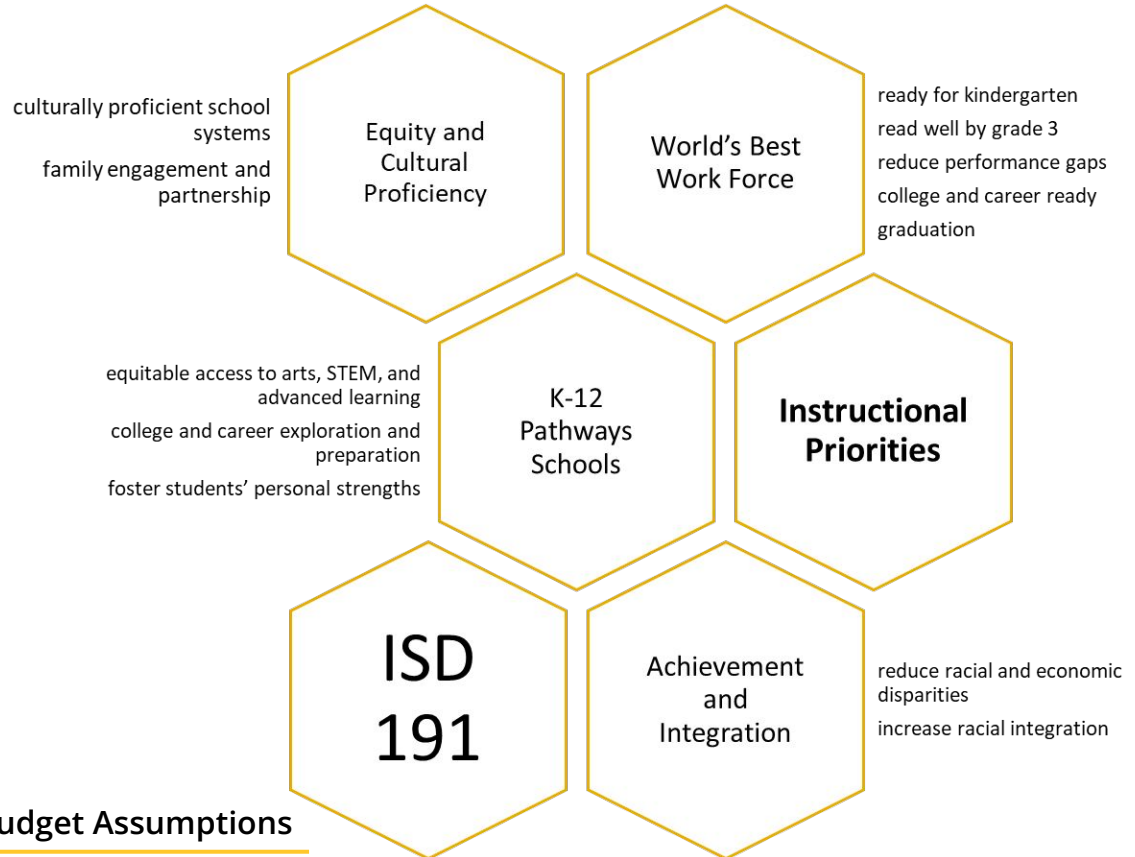 culturally proficient school
systems
family engagement and
partnership
Equity and
Cultural
Proficiency
World’s Best
Work Force
ready for kindergarten
read well by grade 3
reduce performance gaps
college and career ready
graduation
equitable access to arts, STEM, and
advanced learning
college and career exploration and
preparation
foster students’ personal strengths
K-12
Pathways
Schools
Instructional
Priorities
ISD
191
Achievement
and
Integration
reduce racial and economic
disparities
increase racial integration
udget Assumptions